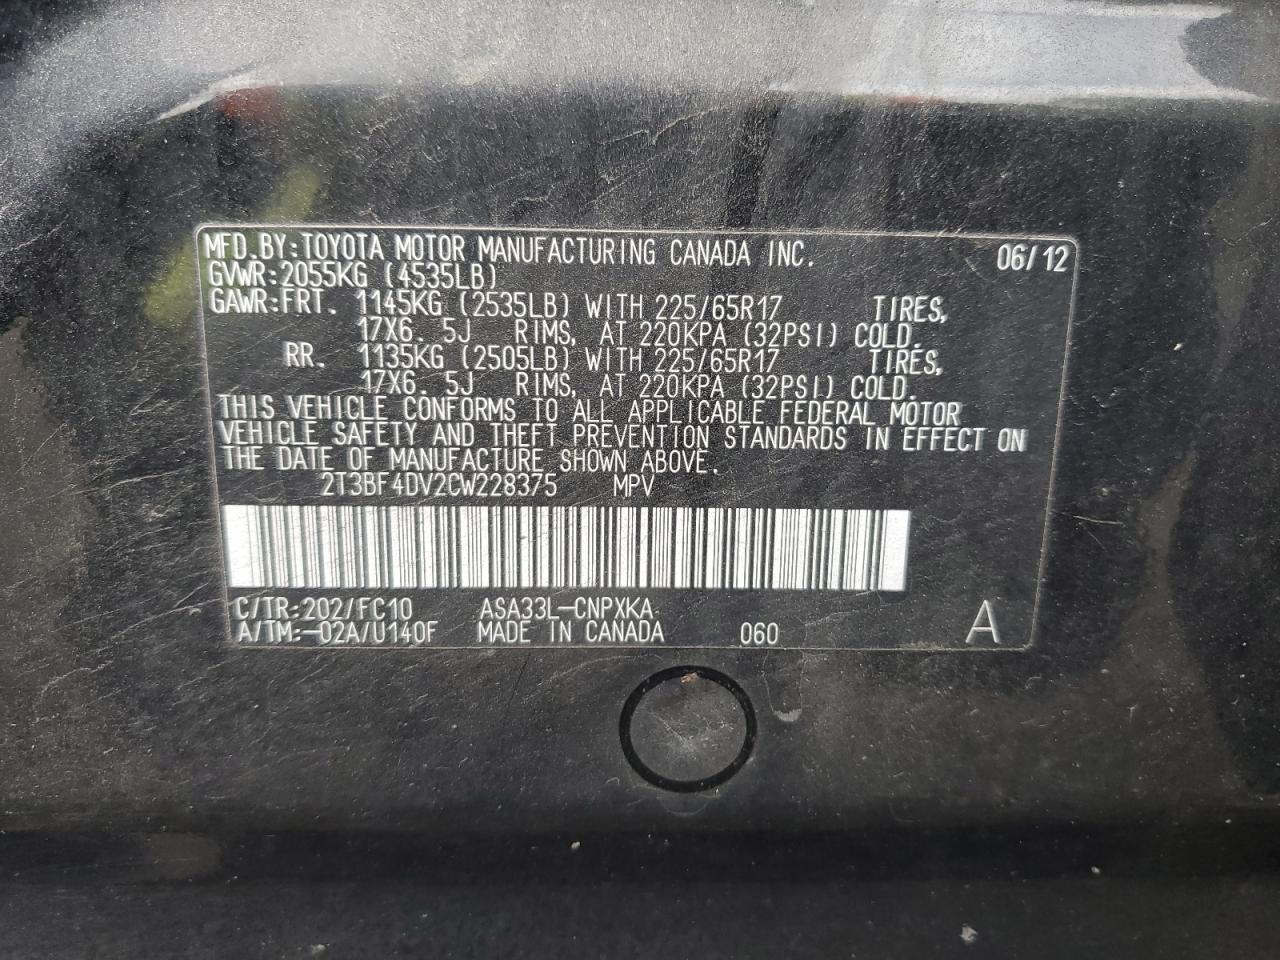 MFD.BY:TOYOTA MOTOR MANUFACTURING CANADA INC. 06/12
GVWR:2055KG (4535LB)
GAWR:FRT. 1145KG (2535LB) WITH 225/65R17 TIRES,
17X6.5J RIMS, AT 220KPA (32PSI) COLD.
RR. 1135KG (2505LB) WITH 225/65R17 TIRES,
17X6.5J RIMS, AT 220KPA (32PSI) COLD.
THIS VEHICLE CONFORMS TO ALL APPLICABLE FEDERAL MOTOR
VEHICLE SAFETY AND THEFT PREVENTION STANDARDS IN EFFECT ON
THE DATE OF MANUFACTURE SHOWN ABOVE.
2T3BF4DV2CW228375 MPV
C/TR:202/FC10 ASA33L-CNPXKA
A/TM:-02A/U140F MADE IN CANADA 060 A